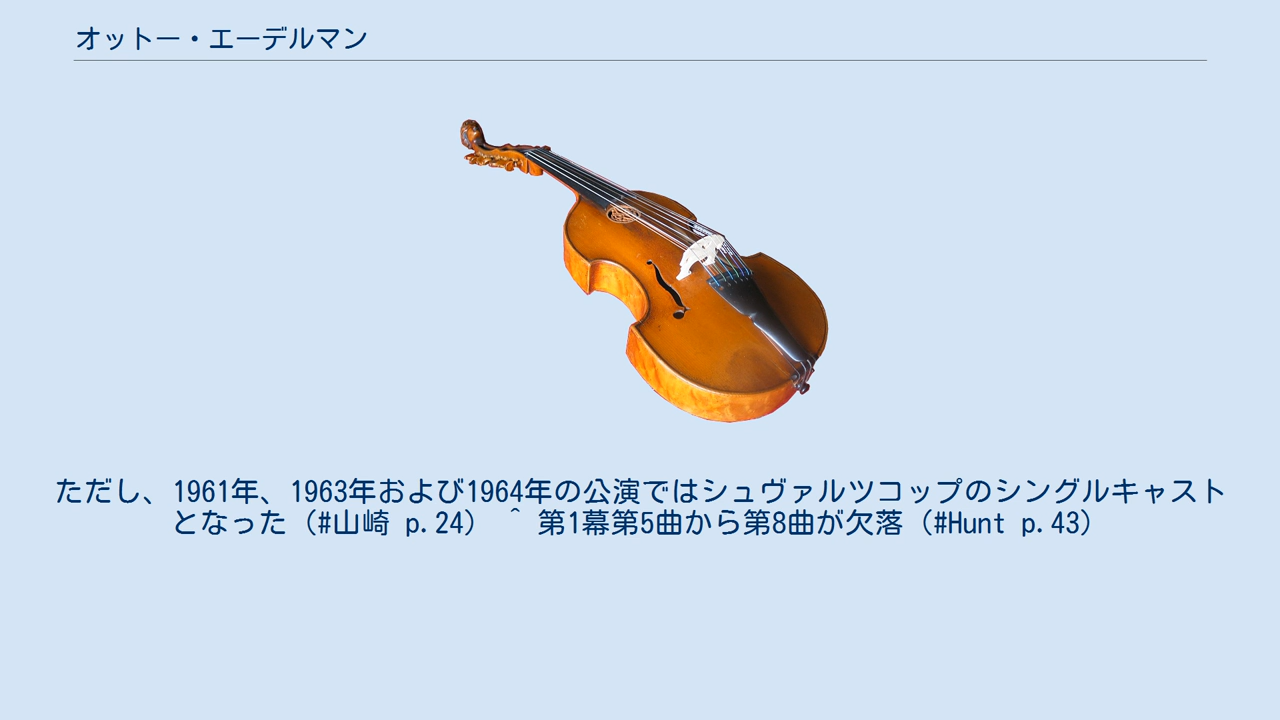 オットー・エーデルマン
ただし、1961年、1963年および1964年の公演ではシュヴァルツコップのシングルキャスト
となった（#山崎 p.24） ^ 第1幕第5曲から第8曲が欠落（#Hunt p.43）